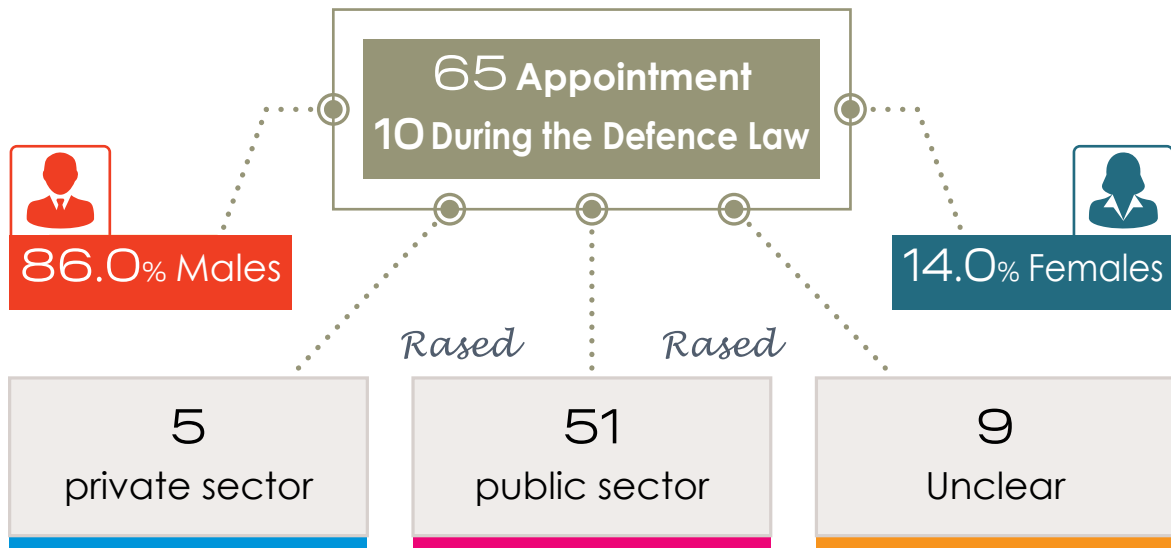 65 Appointment
10 During the Defence Law
86.0% Males
14.0% Females
Rased
Rased
5
private sector
51
public sector
9
Unclear